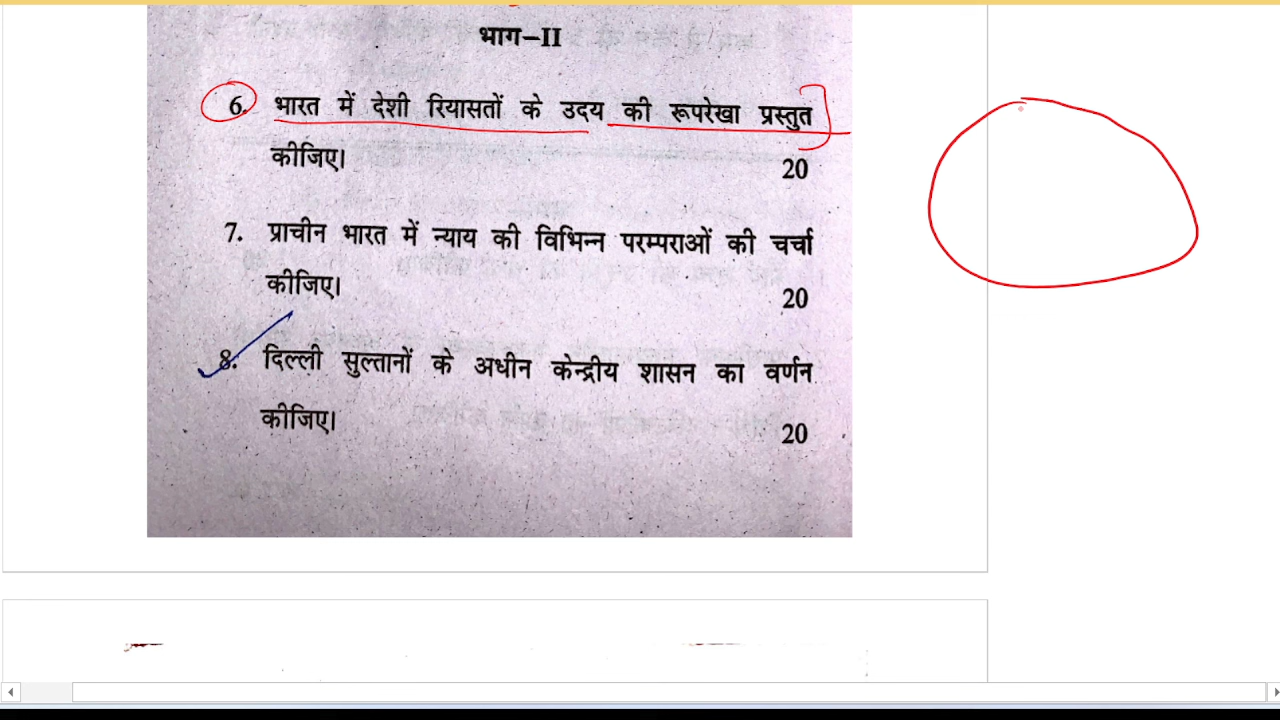 भाग–II
6. भारत में देशी रियासतों के उदय की रूपरेखा प्रस्तुत
कीजिए। 20
7. प्राचीन भारत में न्याय की विभिन्न परम्पराओं की चर्चा
कीजिए। 20
8. दिल्ली सुल्तानों के अधीन केन्द्रीय शासन का वर्णन
कीजिए। 20